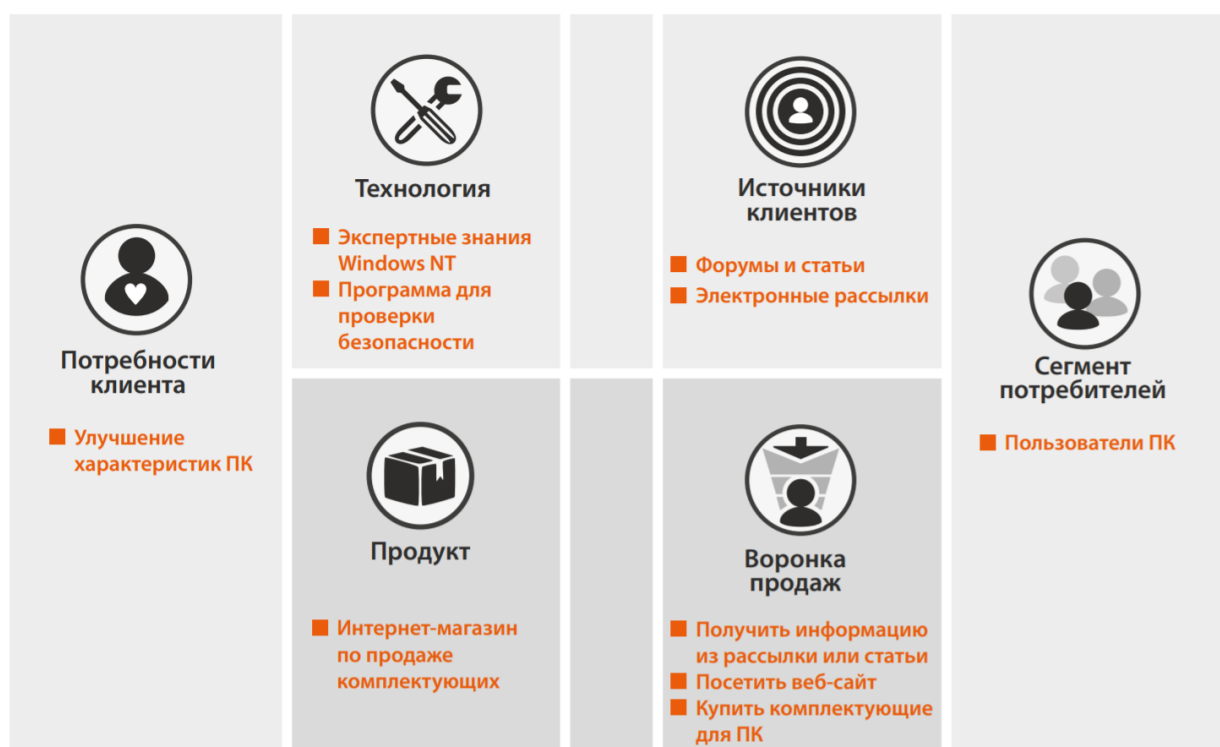 Потребности
клиента
Улучшение
характеристик ПК
Технология
Экспертные знания
Windows NT
Программа для
проверки
безопасности
Продукт
Интернет-магазин
по продаже
комплектующих
Источники
клиентов
Форумы и статьи
Электронные рассылки
Воронка
продаж
Получить информацию
из рассылки или статьи
Посетить веб-сайт
Купить комплектующие
для ПК
Сегмент
потребителей
Пользователи ПК